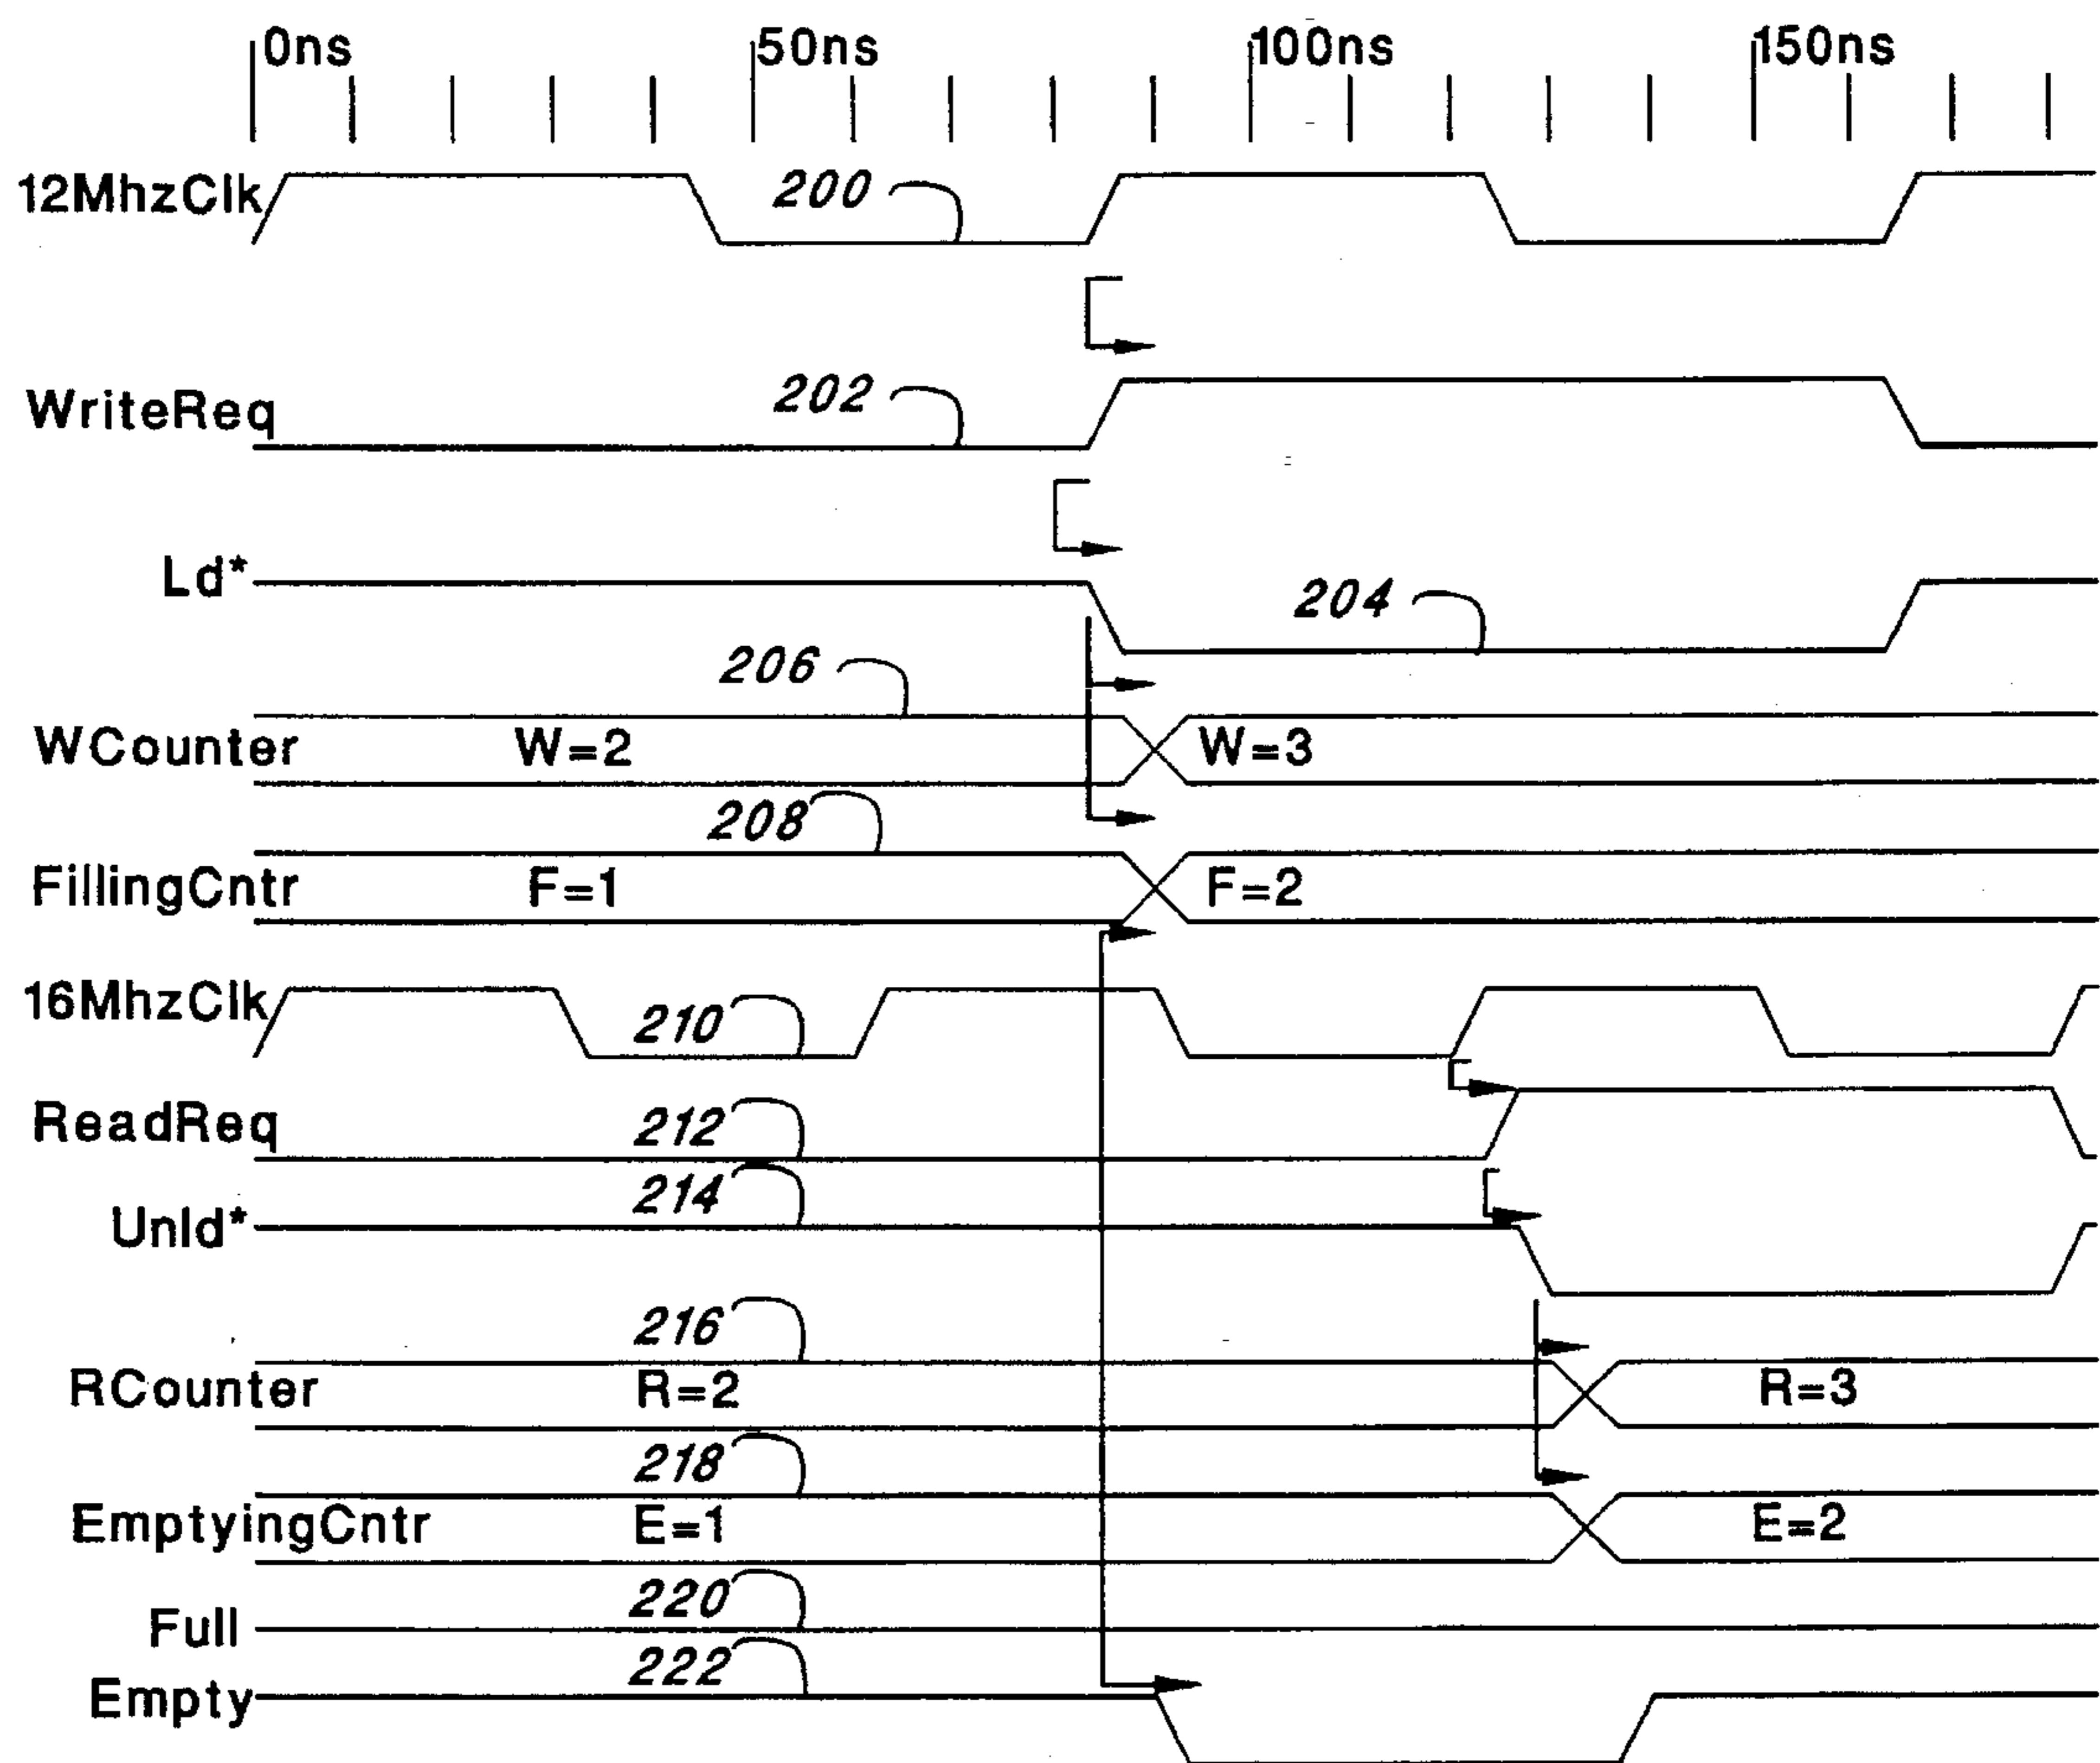 0ns 50ns 100ns 150ns
12MhzClk 200
WriteReq 202
Ld* 204
206
WCounter W=2 W=3
208
FillingCntr F=1 F=2
16MhzClk 210
ReadReq 212
214
Unld*
216
RCounter R=2 R=3
218
EmptyingCntr E=1 E=2
220
Full
222
Empty